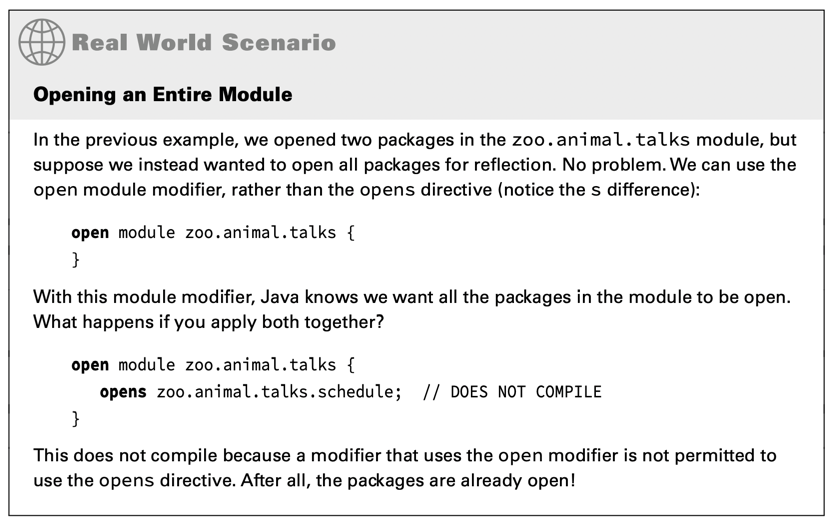 Real World Scenario
Opening an Entire Module
In the previous example, we opened two packages in the zoo.animal.talks module, but
suppose we instead wanted to open all packages for reflection. No problem. We can use the
open module modifier, rather than the opens directive (notice the s difference):
open module zoo.animal.talks {
}
With this module modifier, Java knows we want all the packages in the module to be open.
What happens if you apply both together?
open module zoo.animal.talks {
opens zoo.animal.talks.schedule; // DOES NOT COMPILE
}
This does not compile because a modifier that uses the open modifier is not permitted to
use the opens directive. After all, the packages are already open!